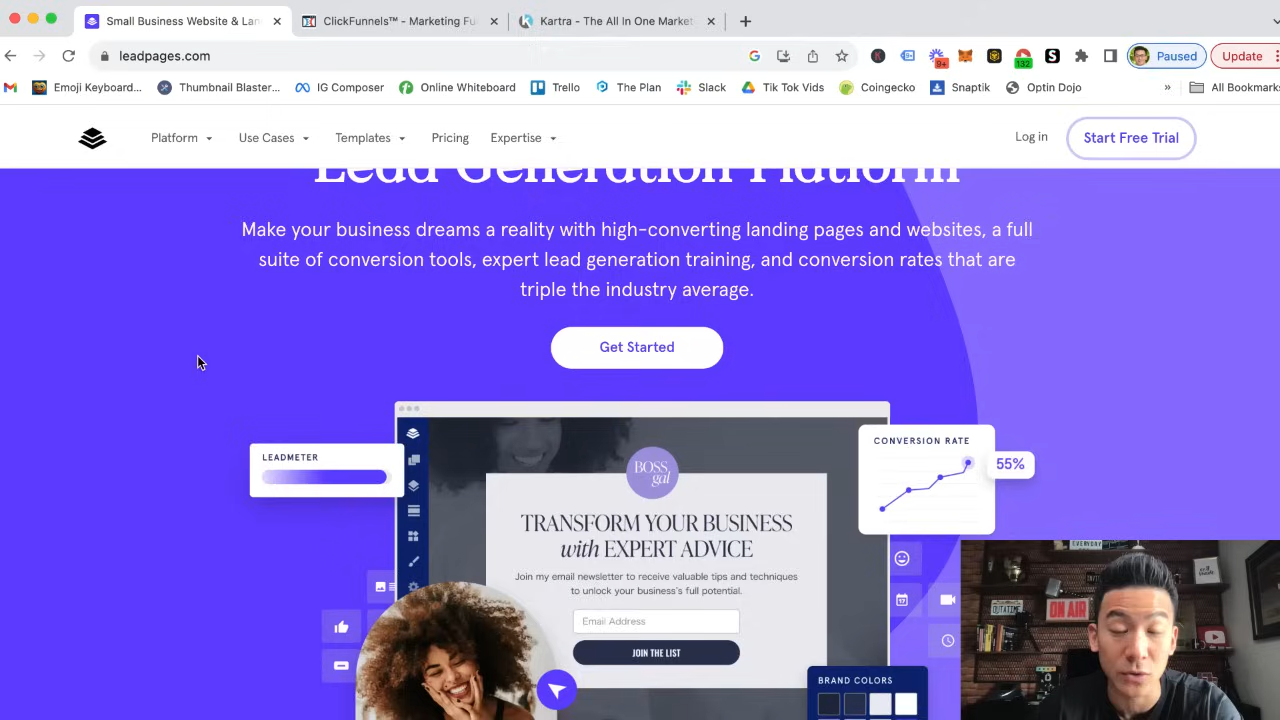 Small Business Website & Lan
ClickFunnels™ - Marketing Fu
Kartra - The All In One Market
leadpages.com
9+
132
S
Paused
Update
Emoji Keyboard...
Thumbnail Blaster...
IG Composer
Online Whiteboard
Trello
The Plan
Slack
Tik Tok Vids
Coingecko
Snaptik
Optin Dojo
»
All Bookmarks
Platform
Use Cases
Templates
Pricing
Expertise
Log in
Start Free Trial
Lead Generation Platform
Make your business dreams a reality with high-converting landing pages and websites, a full
suite of conversion tools, expert lead generation training, and conversion rates that are
triple the industry average.
Get Started
LEADMETER
CONVERSION RATE
55%
BOSS
gal
TRANSFORM YOUR BUSINESS
with EXPERT ADVICE
Join my email newsletter to receive valuable tips and techniques
to unlock your business's full potential.
Email Address
JOIN THE LIST
BRAND COLORS
EVERYDAY
OUTATIME
ON AIR